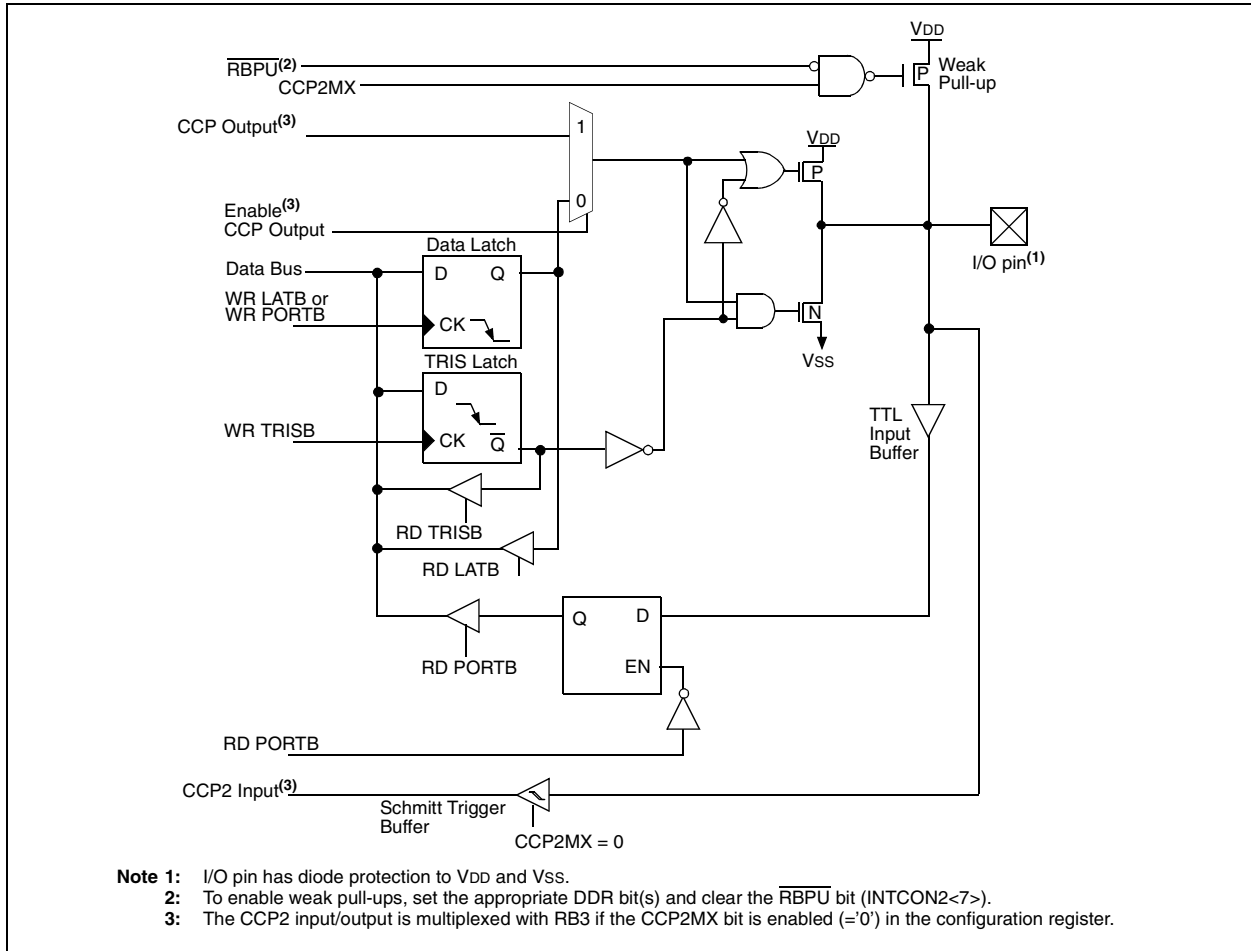 VDD
RBPU(2)
CCP2MX
P
Weak
Pull-up
CCP Output(3)
1
VDD
P
0
Enable(3)
CCP Output
Data Latch
Data Bus
D
Q
I/O pin(1)
WR LATB or
WR PORTB
CK
N
VSS
TRIS Latch
D
TTL
Input
Buffer
WR TRISB
CK
Q
RD TRISB
RD LATB
Q
D
EN
RD PORTB
RD PORTB
CCP2 Input(3)
Schmitt Trigger
Buffer
CCP2MX = 0
Note 1: I/O pin has diode protection to VDD and VSS.
2: To enable weak pull-ups, set the appropriate DDR bit(s) and clear the RBPU bit (INTCON2<7>).
3: The CCP2 input/output is multiplexed with RB3 if the CCP2MX bit is enabled (='0') in the configuration register.